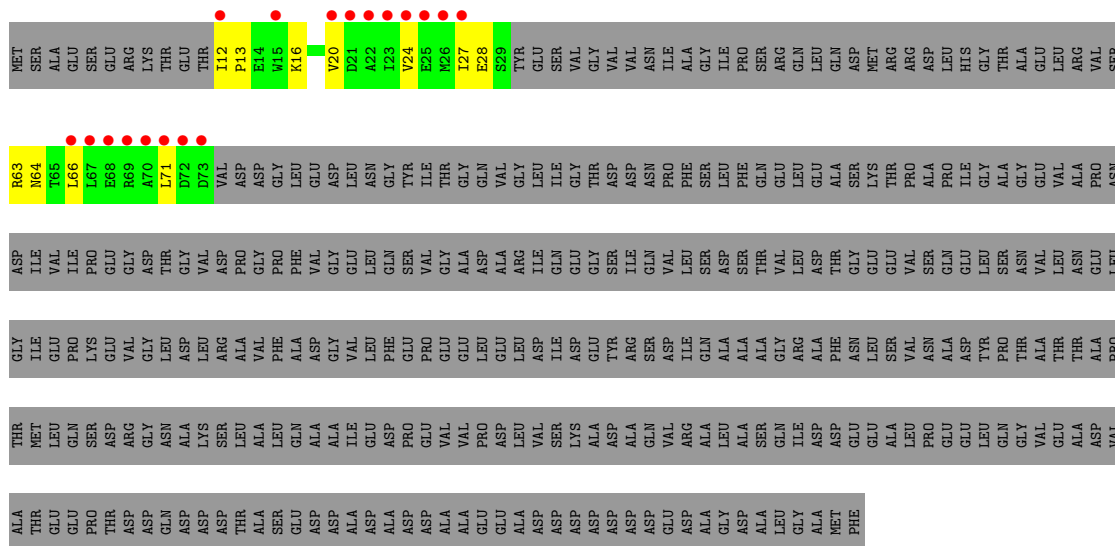 MET SER ALA GLU SER GLU ARG LYS THR GLU THR I12 P13 E14 W15 K16 V20 D21 A22 I23 V24 E25 M26 I27 E28 S29 TYR GLU SER VAL GLY VAL VAL ASN ILE ALA GLY ILE PRO SER ARG GLN LEU GLN ASP MET ARG ARG ASP LEU HIS GLY THR ALA GLU LEU ARG VAL SER
R63 N64 T65 L66 L67 E68 R69 A70 L71 D72 D73 VAL ASP ASP GLY LEU GLU ASP LEU ASN GLY TYR ILE THR GLY GLN VAL GLY LEU ILE GLY THR ASP ASP ASN PRO PHE SER LEU PHE GLN GLU LEU GLU ALA SER LYS THR PRO ALA PRO ILE GLY ALA GLY GLU VAL ALA PRO ASN
ASP ILE VAL ILE PRO GLU GLY ASP THR GLY VAL ASP PRO GLY PRO PHE VAL GLY GLU LEU GLN SER VAL GLY ALA ASP ALA ARG ILE GLN GLU GLY SER ILE GLN VAL LEU SER ASP SER THR VAL LEU ASP THR GLY GLU GLU VAL SER GLN GLU LEU SER ASN VAL LEU ASN GLU LEU
GLY ILE GLU PRO LYS GLU VAL GLY LEU ASP LEU ARG ALA VAL PHE ALA ASP GLY VAL LEU PHE GLU PRO GLU GLU LEU GLU LEU ASP ILE ASP GLU TYR ARG SER ASP ILE GLN ALA ALA ALA GLY ARG ALA PHE ASN LEU SER VAL ASN ALA ASP TYR PRO THR ALA THR THR ALA PRO
THR MET LEU GLN SER ASP ARG GLY ASN ALA LYS SER LEU ALA LEU GLN ALA ALA ILE GLU ASP PRO GLU VAL VAL PRO ASP LEU VAL SER LYS ALA ASP ALA GLN VAL ARG ALA LEU ALA SER GLN ILE ASP ASP GLU GLU ALA LEU PRO GLU GLU LEU GLN GLY VAL GLU ALA ASP VAL
ALA THR GLU GLU PRO THR ASP ASP GLN ASP ASP ASP THR ALA SER GLU ASP ASP ALA ASP ALA ASP ASP ALA ALA GLU GLU ALA ASP ASP ASP ASP ASP ASP GLU ASP ALA GLY ASP ALA LEU GLY ALA MET PHE